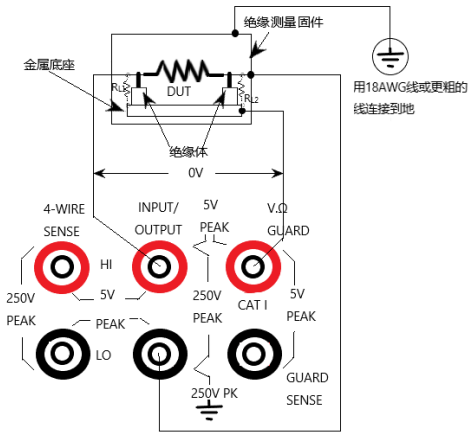 绝缘测量固件
金属底座
RL1
DUT
RL2
用18AWG线或更粗的
线连接到地
绝缘体
0V
4-WIRE
SENSE
INPUT/
OUTPUT
5V
PEAK
V.Ω
GUARD
HI
250V
PEAK
5V
PEAK
250V
PEAK
CAT I
5V
PEAK
LO
250V PK
GUARD
SENSE